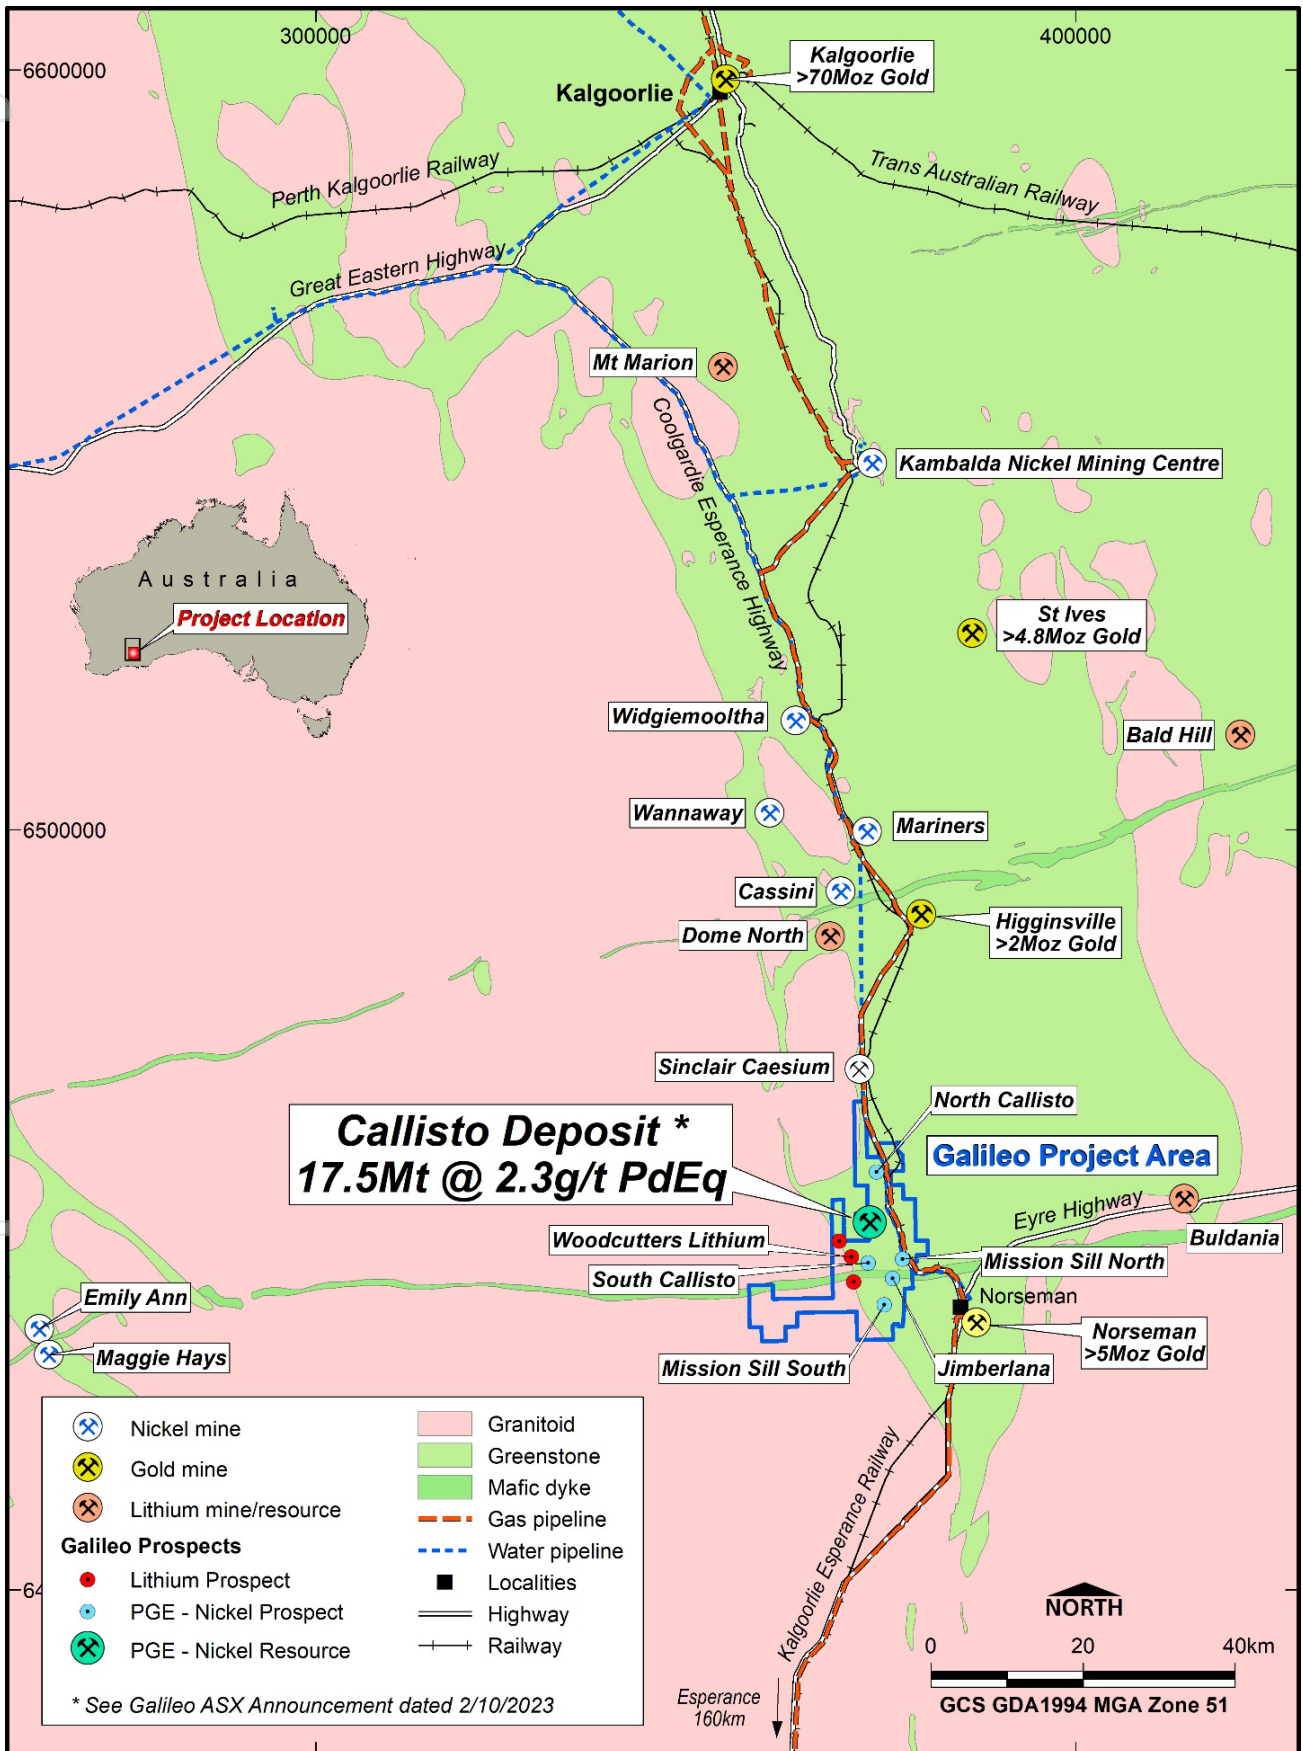 300000
400000
6600000
Kalgoorlie
>70Moz Gold
Kalgoorlie
Perth Kalgoorlie Railway
Trans Australian Railway
Great Eastern Highway
Mt Marion
Coolgardie Esperance Highway
Kambalda Nickel Mining Centre
Australia
Project Location
St Ives
>4.8Moz Gold
Widgiemooltha
Bald Hill
Wannaway
Mariners
6500000
Cassini
Dome North
Higginsville
>2Moz Gold
Sinclair Caesium
North Callisto
Callisto Deposit *
17.5Mt @ 2.3g/t PdEq
Galileo Project Area
Eyre Highway
Buldania
Woodcutters Lithium
South Callisto
Mission Sill North
Emily Ann
Norseman
Maggie Hays
Norseman
>5Moz Gold
Mission Sill South
Jimberlana
Nickel mine
Gold mine
Lithium mine/resource
Galileo Prospects
Lithium Prospect
PGE - Nickel Prospect
PGE - Nickel Resource
Granitoid
Greenstone
Mafic dyke
Gas pipeline
Water pipeline
Localities
Highway
Railway
* See Galileo ASX Announcement dated 2/10/2023
64
Kalgoorlie Esperance Railway
Esperance
160km
NORTH
0 20 40km
GCS GDA1994 MGA Zone 51